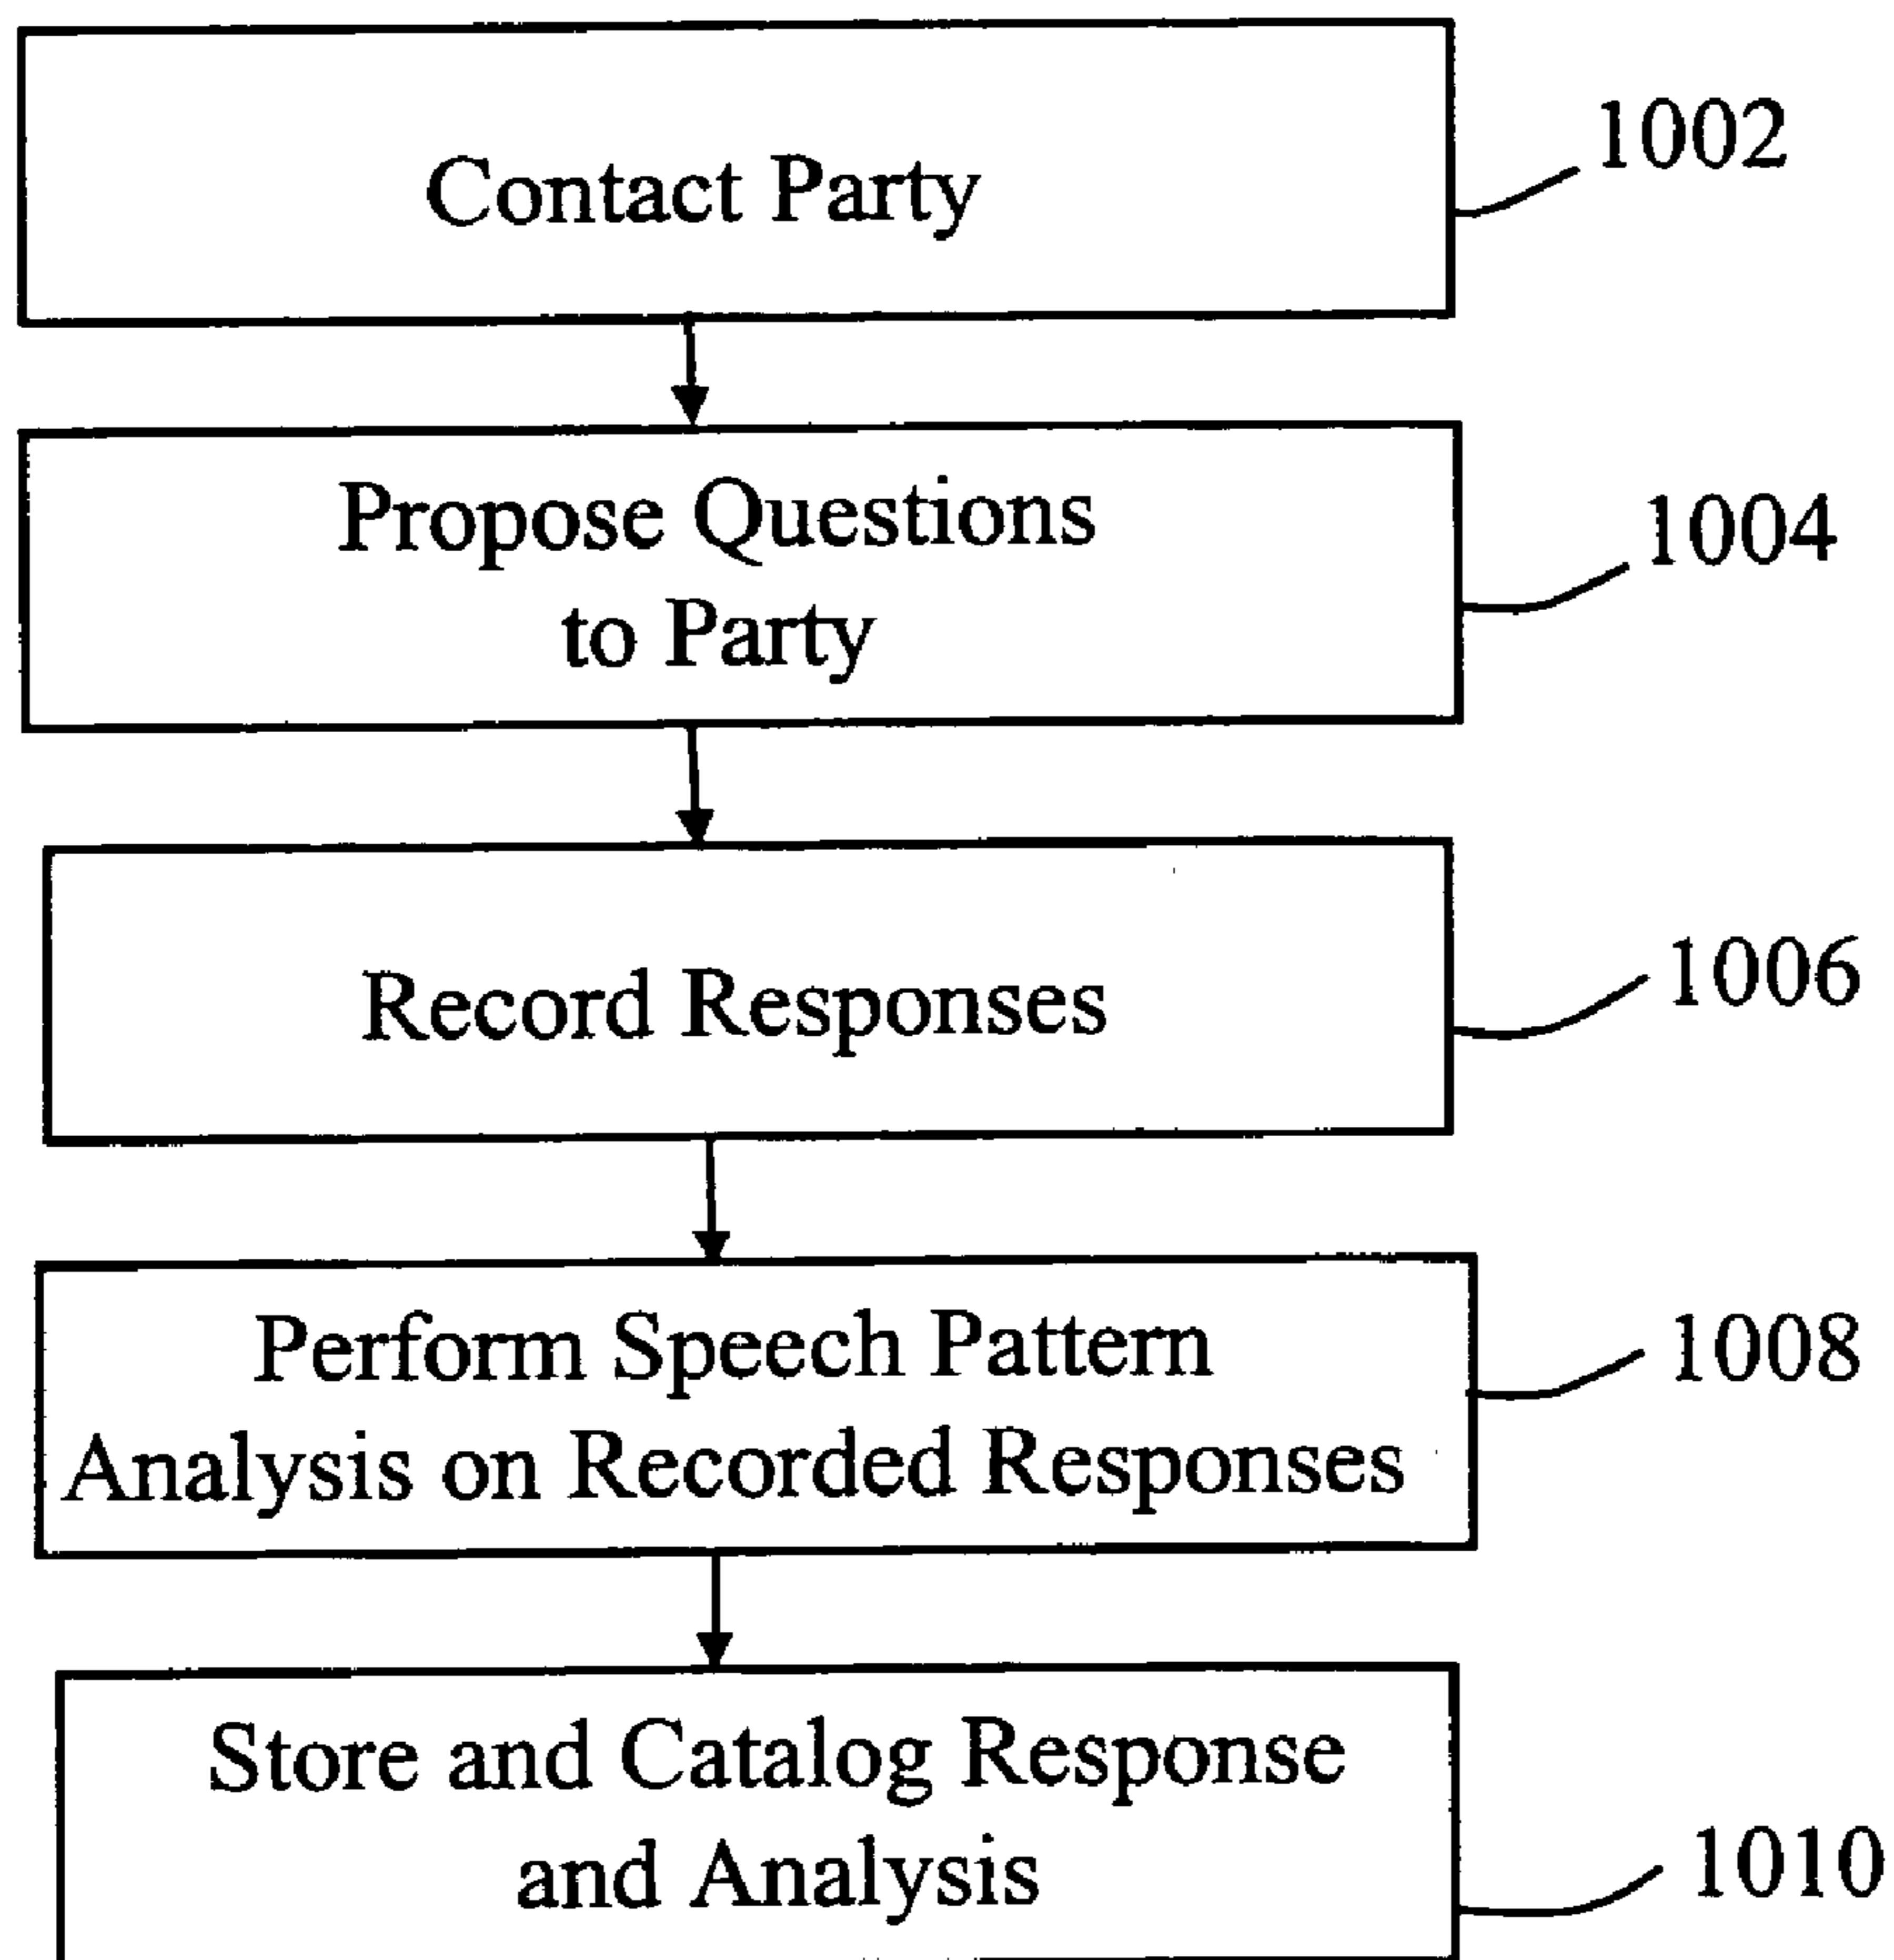 Contact Party
1002
Propose Questions
to Party
1004
Record Responses
1006
Perform Speech Pattern
Analysis on Recorded Responses
1008
Store and Catalog Response
and Analysis
1010